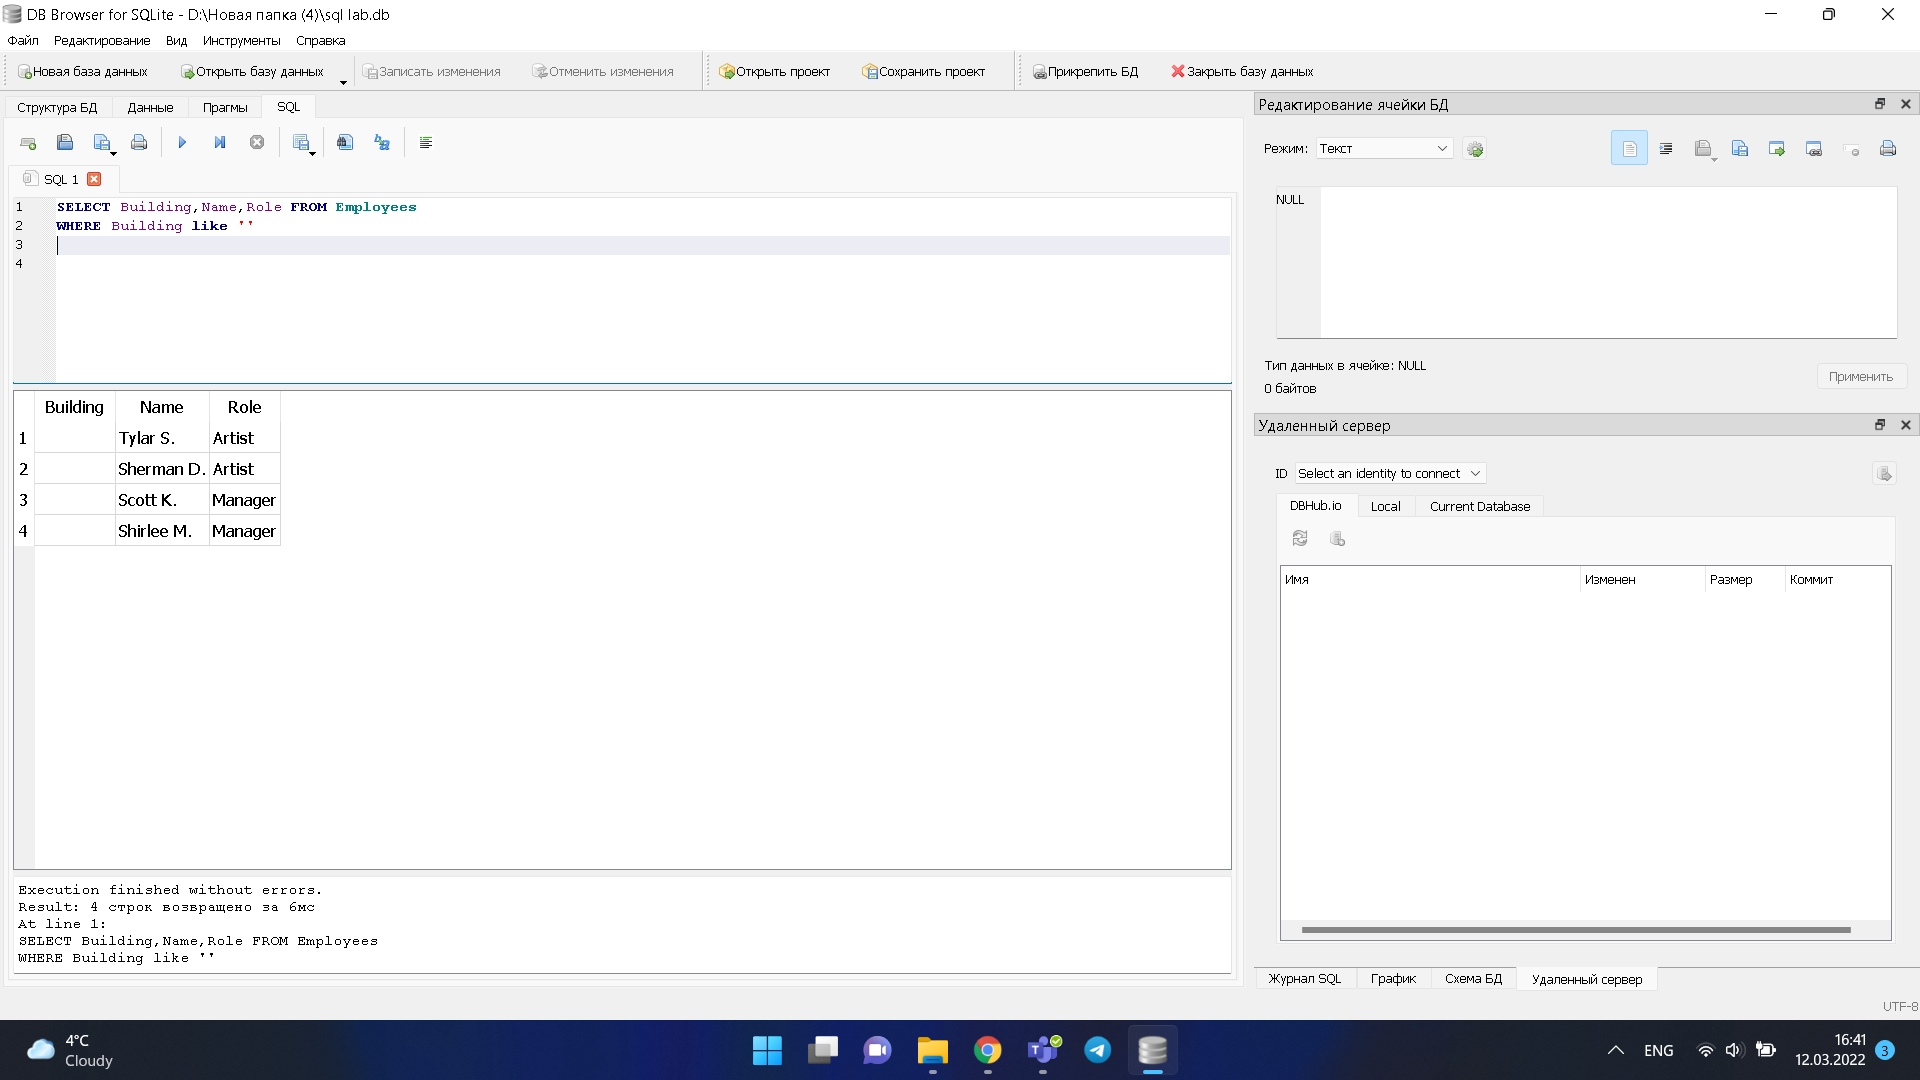 DB Browser for SQLite - D:\Новая папка (4)\sql lab.db
Файл Редактирование Вид Инструменты Справка
Новая база данных Открыть базу данных Записать изменения Отменить изменения Открыть проект Сохранить проект Прикрепить БД Закрыть базу данных
Структура БД Данные Прагмы SQL
SQL 1
1 SELECT Building,Name,Role FROM Employees
2 WHERE Building like ''
3
4
Building Name Role
1 Tylar S. Artist
2 Sherman D. Artist
3 Scott K. Manager
4 Shirlee M. Manager
Execution finished without errors.
Result: 4 строк возвращено за 6мс
At line 1:
SELECT Building,Name,Role FROM Employees
WHERE Building like ''
Редактирование ячейки БД
Режим: Текст
NULL
Тип данных в ячейке: NULL
0 байтов
Применить
Удаленный сервер
ID Select an identity to connect
DBHub.io Local Current Database
Имя Изменен Размер Коммит
Журнал SQL График Схема БД Удаленный сервер
UTF-8
4°C
Cloudy
ENG
16:41
12.03.2022
3